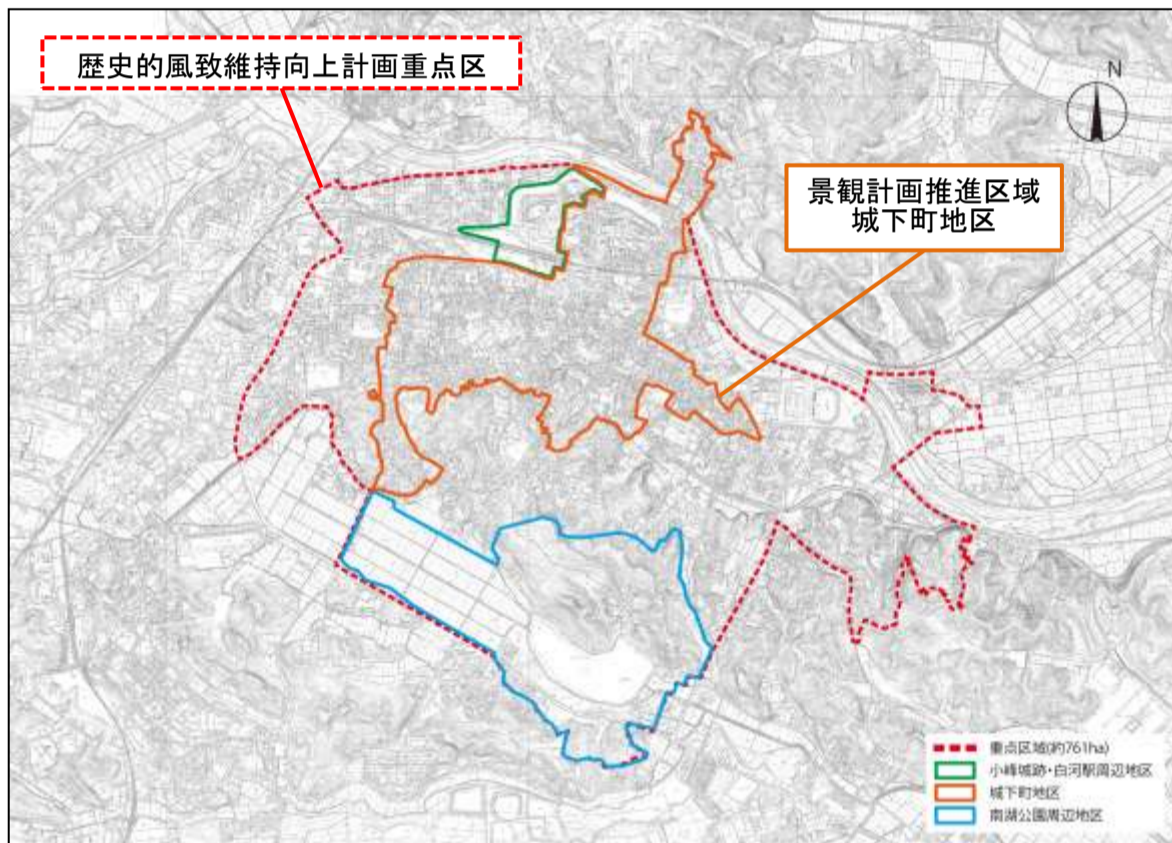 歴史的風致維持向上計画重点区
N
景観計画推進区域
城下町地区
重点区域(約761ha)
小峰城跡・白河駅周辺地区
城下町地区
南湖公園周辺地区